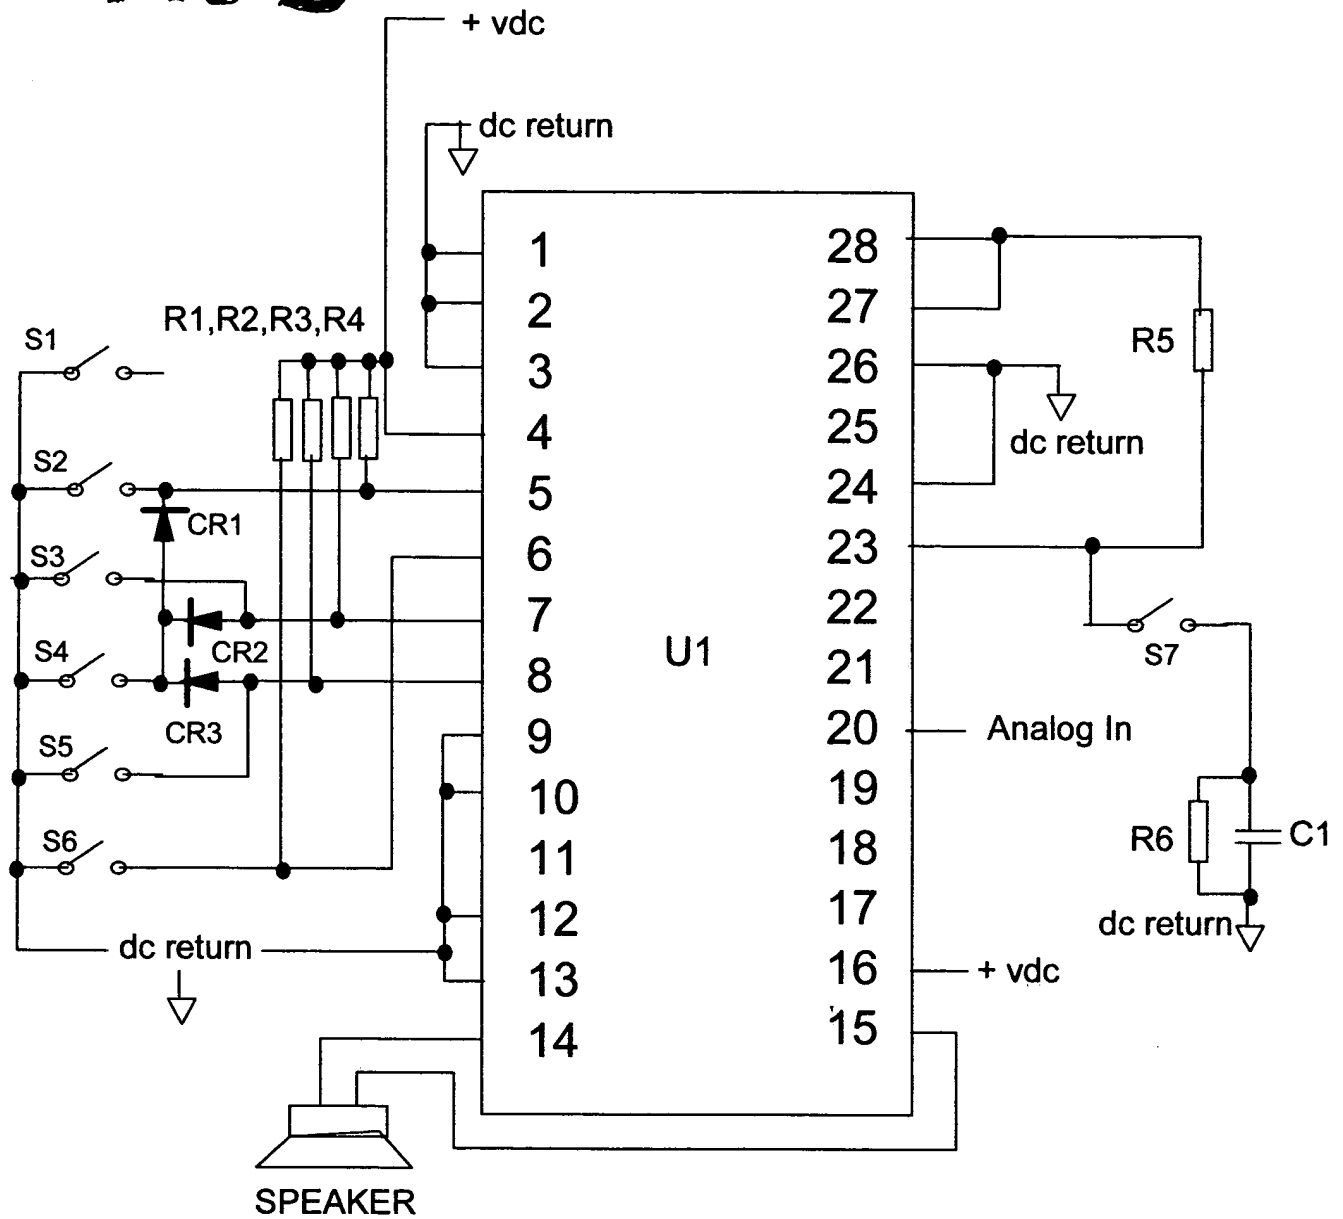 + vdc
dc return
R1,R2,R3,R4
S1
S2
S3
S4
S5
S6
CR1
CR2
CR3
1
2
3
4
5
6
7
8
9
10
11
12
13
14
U1
28
27
26
25
24
23
22
21
20
19
18
17
16
15
R5
dc return
S7
Analog In
R6
C1
dc return
+ vdc
dc return
SPEAKER